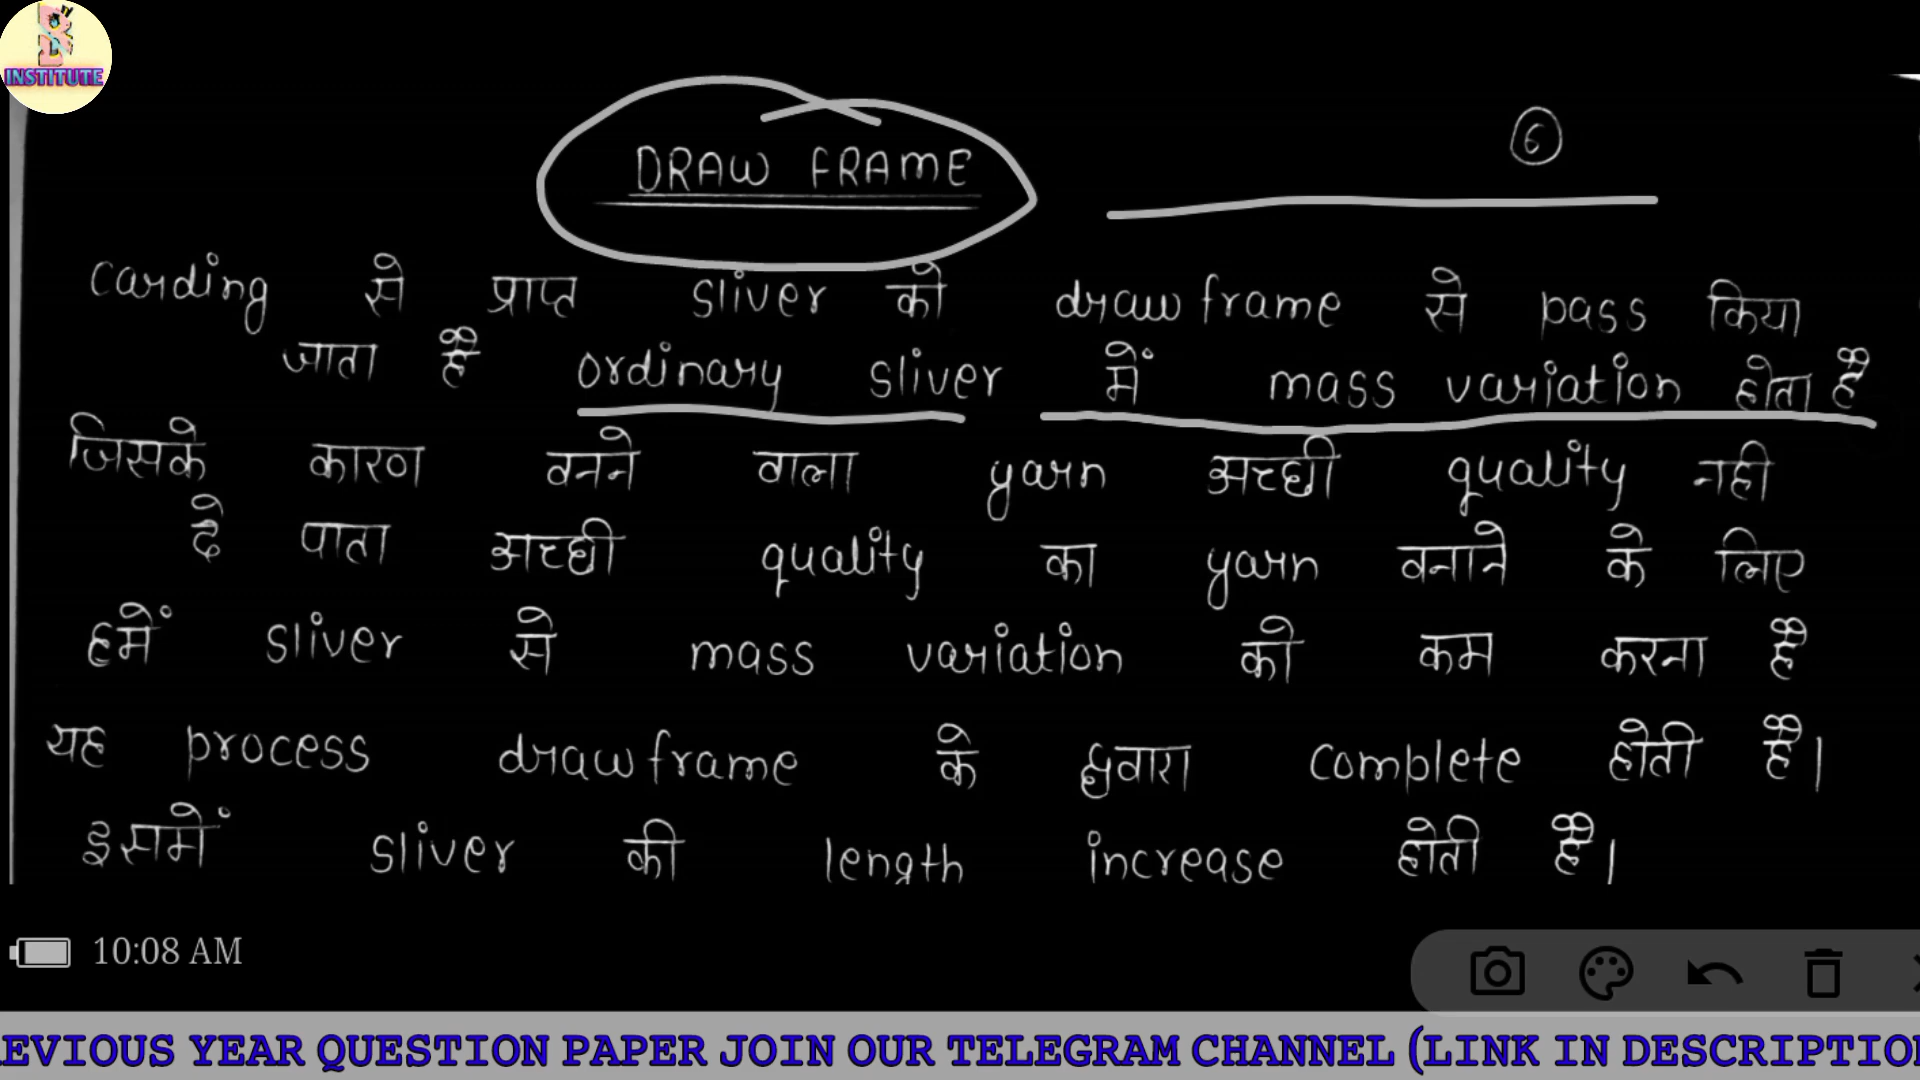 INSTITUTE
DRAW FRAME
6
carding से प्राप्त sliver को draw frame से pass किया
जाता है ordinary sliver में mass variation होता है
जिसके कारण वनने वाला yarn अच्छी quality नही
दे पाता अच्छी quality का yarn वनाने के लिए
हमें sliver से mass variation को कम करना है
यह process draw frame के द्वारा complete होती है।
इसमें sliver की length increase होती है।
10:08 AM
EVIOUS YEAR QUESTION PAPER JOIN OUR TELEGRAM CHANNEL (LINK IN DESCRIPTIO